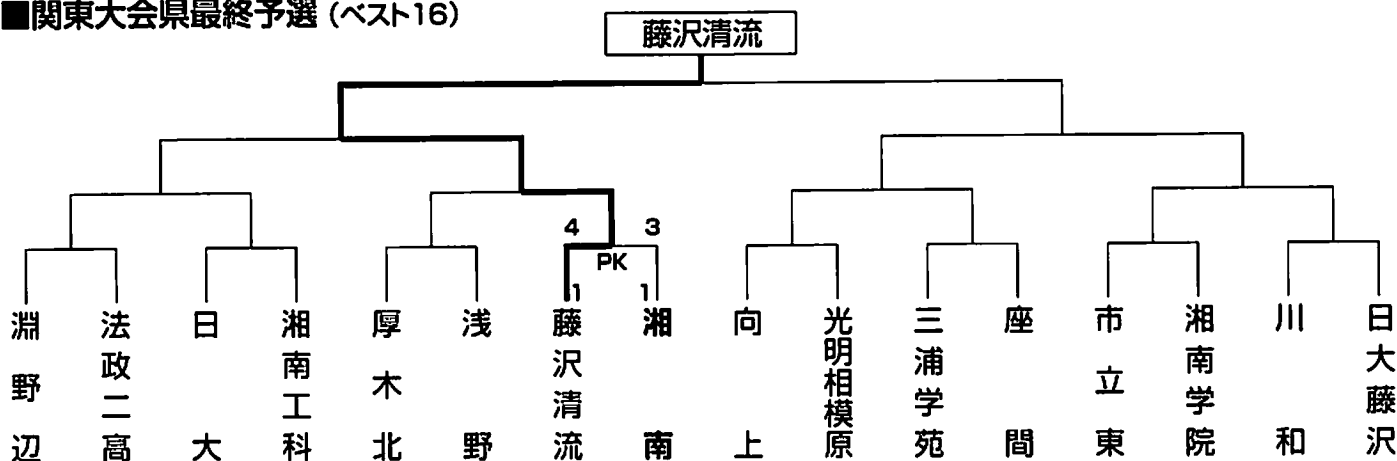 ■関東大会県最終予選（ベスト16）
藤沢清流
4 3
PK
1 1
淵野辺
法政二高
日大
湘南工科
厚木北
浅野
藤沢清流
湘南
向上
光明相模原
三浦学苑
座間
市立東
湘南学院
川和
日大藤沢